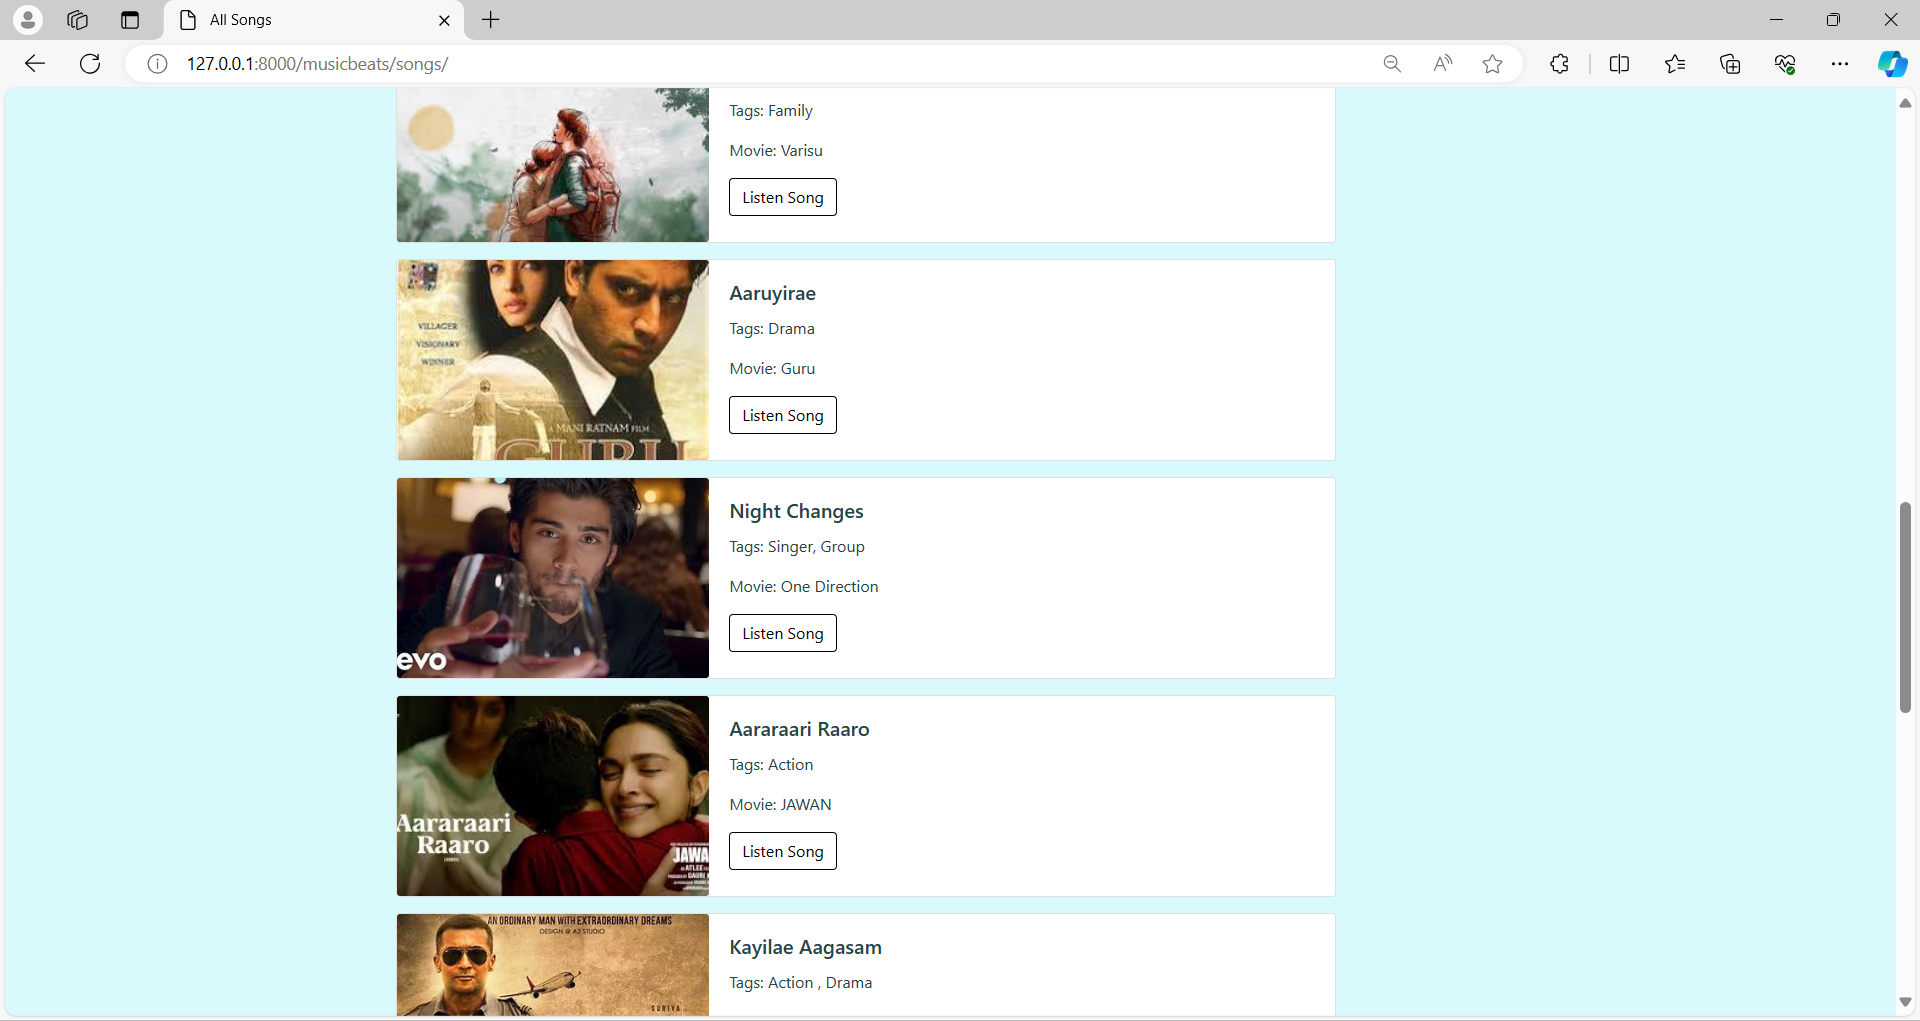 All Songs
127.0.0.1:8000/musicbeats/songs/
Tags: Family
Movie: Varisu
Listen Song
VILLAGER
VISIONARY
WINNER
A MANI RATNAM FILM
GURU
Aaruyirae
Tags: Drama
Movie: Guru
Listen Song
evo
Night Changes
Tags: Singer, Group
Movie: One Direction
Listen Song
Aararaari
Raaro
JAWA
Aararaari Raaro
Tags: Action
Movie: JAWAN
Listen Song
AN ORDINARY MAN WITH EXTRAORDINARY DREAMS
DESIGN @ A2 STUDIO
SURIYA
Kayilae Aagasam
Tags: Action , Drama